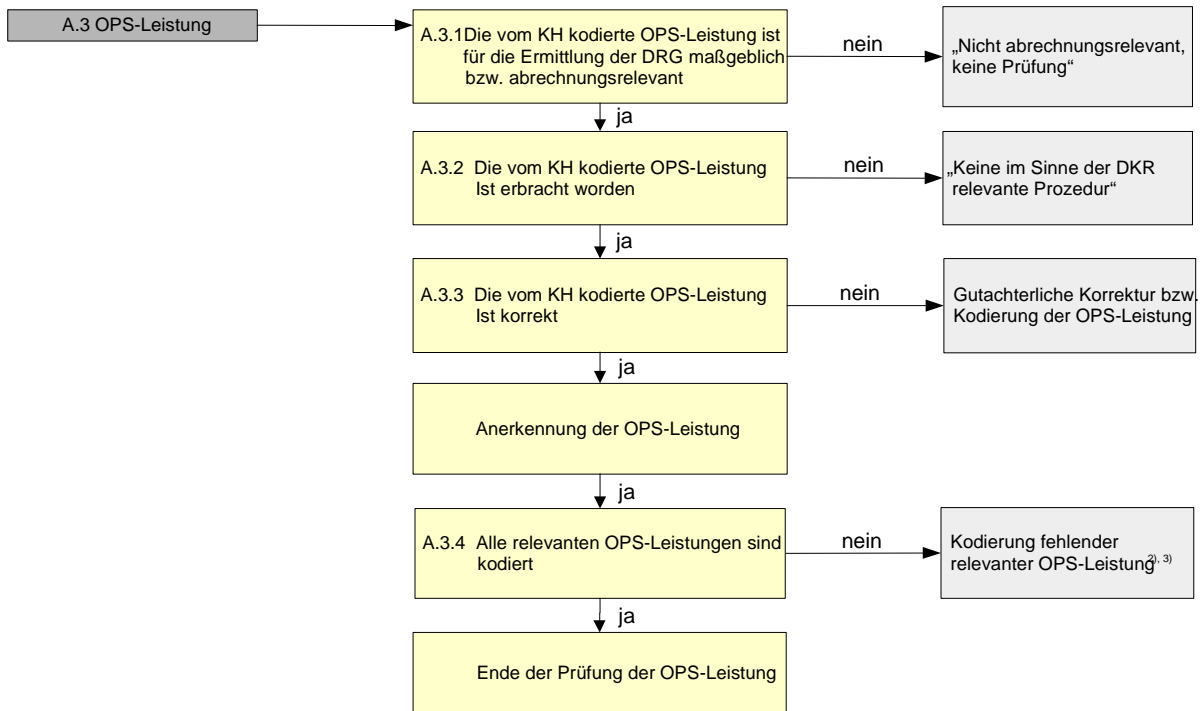 A.3 OPS-Leistung
A.3.1Die vom KH kodierte OPS-Leistung ist
für die Ermittlung der DRG maßgeblich
bzw. abrechnungsrelevant
nein
„Nicht abrechnungsrelevant,
keine Prüfung“
ja
A.3.2 Die vom KH kodierte OPS-Leistung
Ist erbracht worden
nein
„Keine im Sinne der DKR
relevante Prozedur“
ja
A.3.3 Die vom KH kodierte OPS-Leistung
Ist korrekt
nein
Gutachterliche Korrektur bzw.
Kodierung der OPS-Leistung
ja
Anerkennung der OPS-Leistung
ja
A.3.4 Alle relevanten OPS-Leistungen sind
kodiert
nein
Kodierung fehlender
relevanter OPS-Leistung2), 3)
ja
Ende der Prüfung der OPS-Leistung